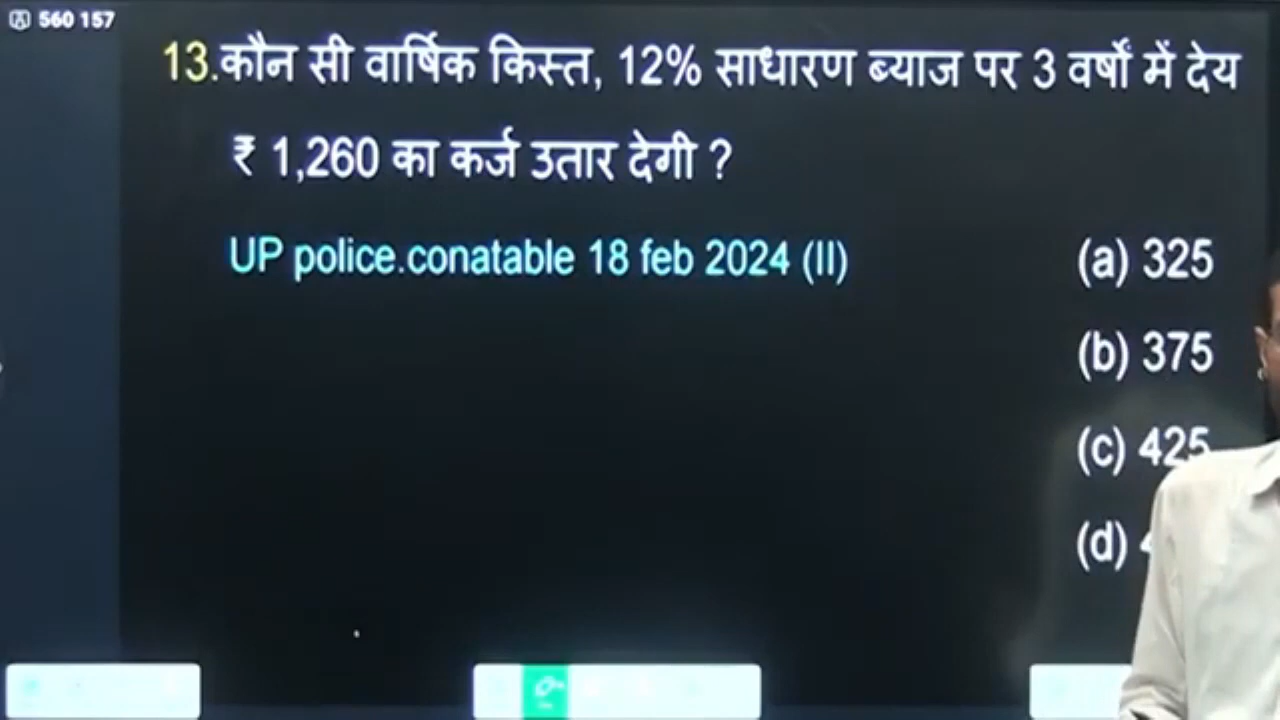 560 157
13.कौन सी वार्षिक किस्त, 12% साधारण ब्याज पर 3 वर्षों में देय
₹ 1,260 का कर्ज उतार देगी ?
UP police.conatable 18 feb 2024 (II)
(a) 325
(b) 375
(c) 425
(d)